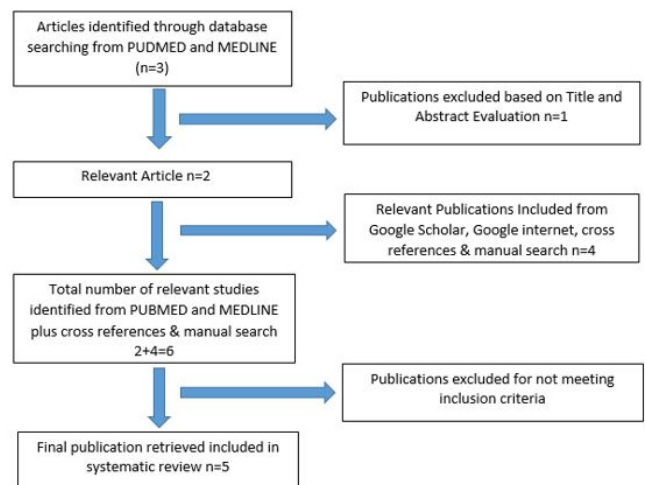 Articles identified through database
searching from PUDMED and MEDLINE
(n=3)
Publications excluded based on Title and
Abstract Evaluation n=1
Relevant Article n=2
Relevant Publications Included from
Google Scholar, Google internet, cross
references & manual search n=4
Total number of relevant studies
identified from PUBMED and MEDLINE
plus cross references & manual search
2+4=6
Publications excluded for not meeting
inclusion criteria
Final publication retrieved included in
systematic review n=5